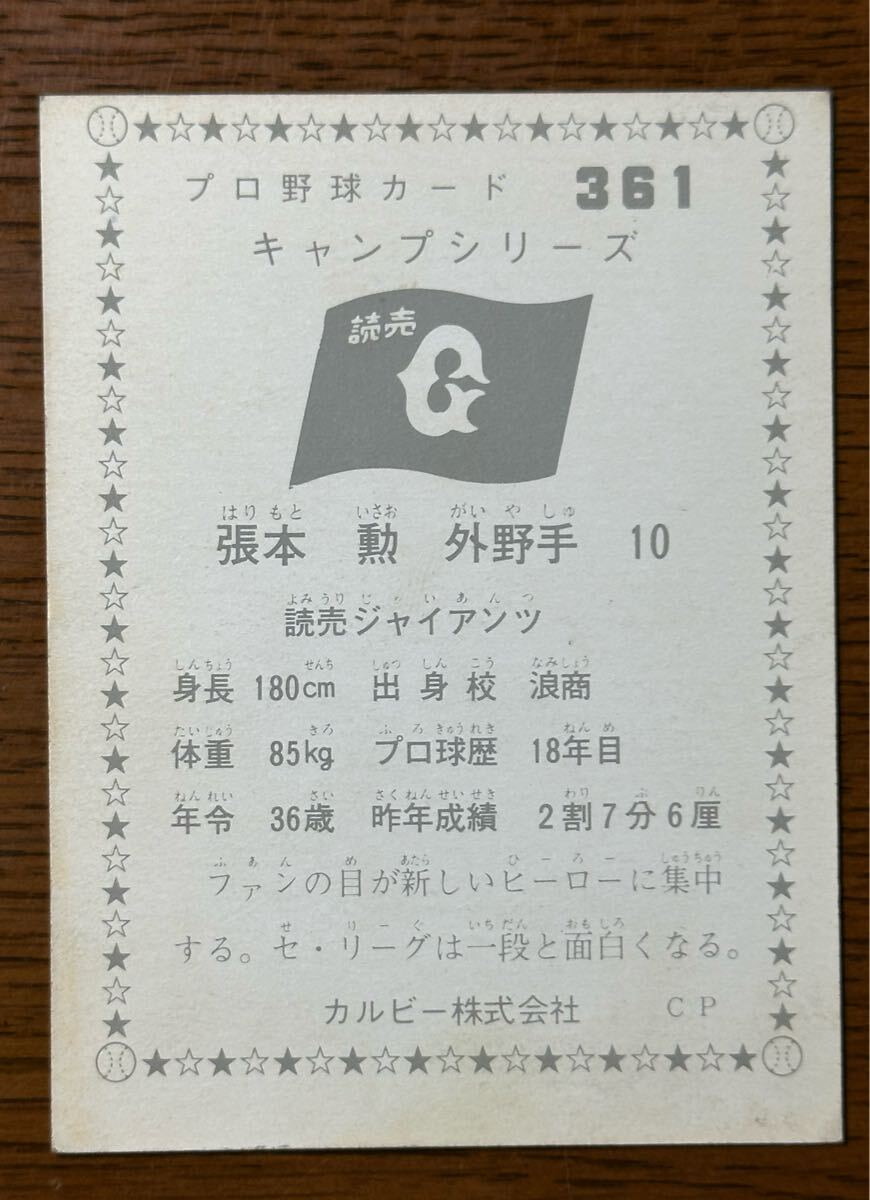 プロ野球カード 361
キャンプシリーズ
読売
G
はりもと いさお がいやしゅ
張本 勲 外野手 10
よみうりじゃいあんつ
読売ジャイアンツ
しんちょう せんち しゅっしんこう なみしょう
身長 180cm 出身校 浪商
たいじゅう きろ ぷろきゅうれき ねんめ
体重 85kg プロ球歴 18年目
ねんれい さい さくねんせいせき わり ぶ りん
年令 36歳 昨年成績 2割7分6厘
ふぁん め あたら ひーろー しゅうちゅう
ファンの目が新しいヒーローに集中
せ りーぐ いちだん おもしろ
する。セ・リーグは一段と面白くなる。
カルビー株式会社 CP